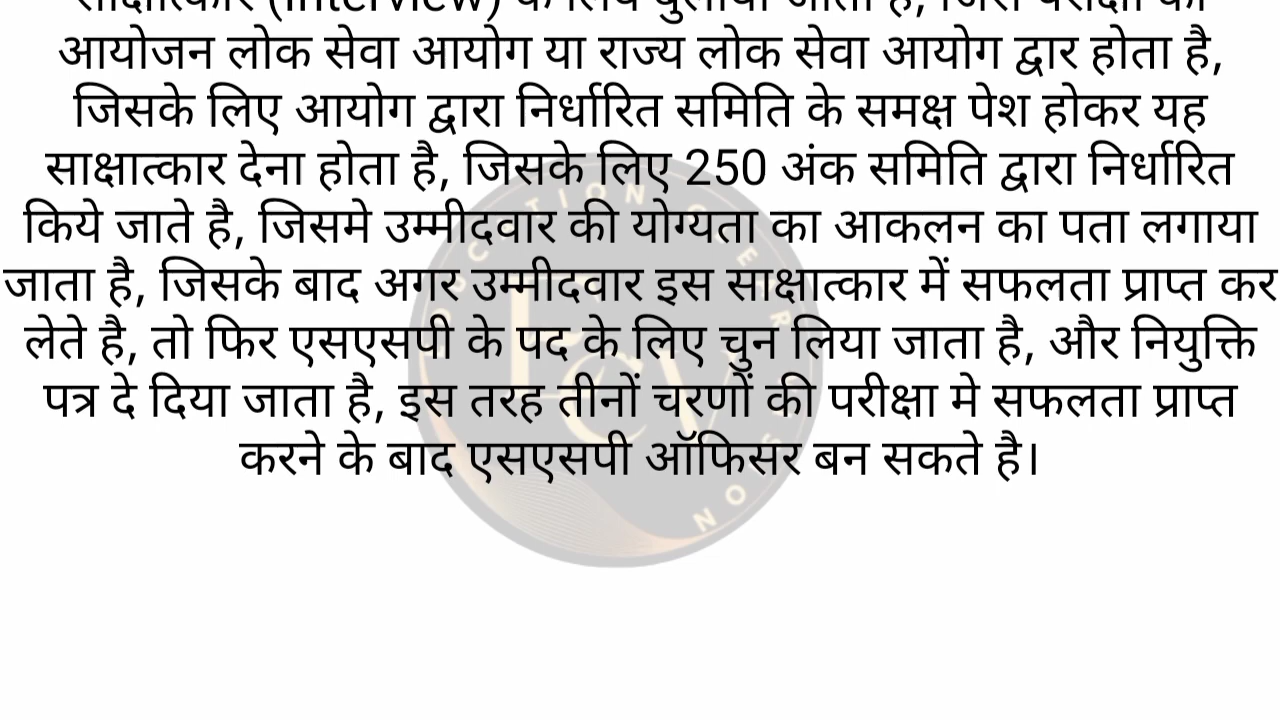 साक्षात्कार (Interview) के लिये बुलाया जाता है, जिस परीक्षा का
आयोजन लोक सेवा आयोग या राज्य लोक सेवा आयोग द्वार होता है,
जिसके लिए आयोग द्वारा निर्धारित समिति के समक्ष पेश होकर यह
साक्षात्कार देना होता है, जिसके लिए 250 अंक समिति द्वारा निर्धारित
किये जाते है, जिसमे उम्मीदवार की योग्यता का आकलन का पता लगाया
जाता है, जिसके बाद अगर उम्मीदवार इस साक्षात्कार में सफलता प्राप्त कर
लेते है, तो फिर एसएसपी के पद के लिए चुन लिया जाता है, और नियुक्ति
पत्र दे दिया जाता है, इस तरह तीनों चरणों की परीक्षा मे सफलता प्राप्त
करने के बाद एसएसपी ऑफिसर बन सकते है।